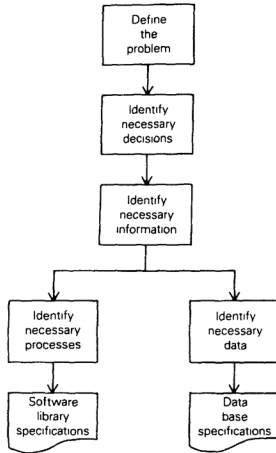 Define
the
problem
Identify
necessary
decisions
Identify
necessary
information
Identify
necessary
processes
Identify
necessary
data
Software
library
specifications
Data
base
specifications